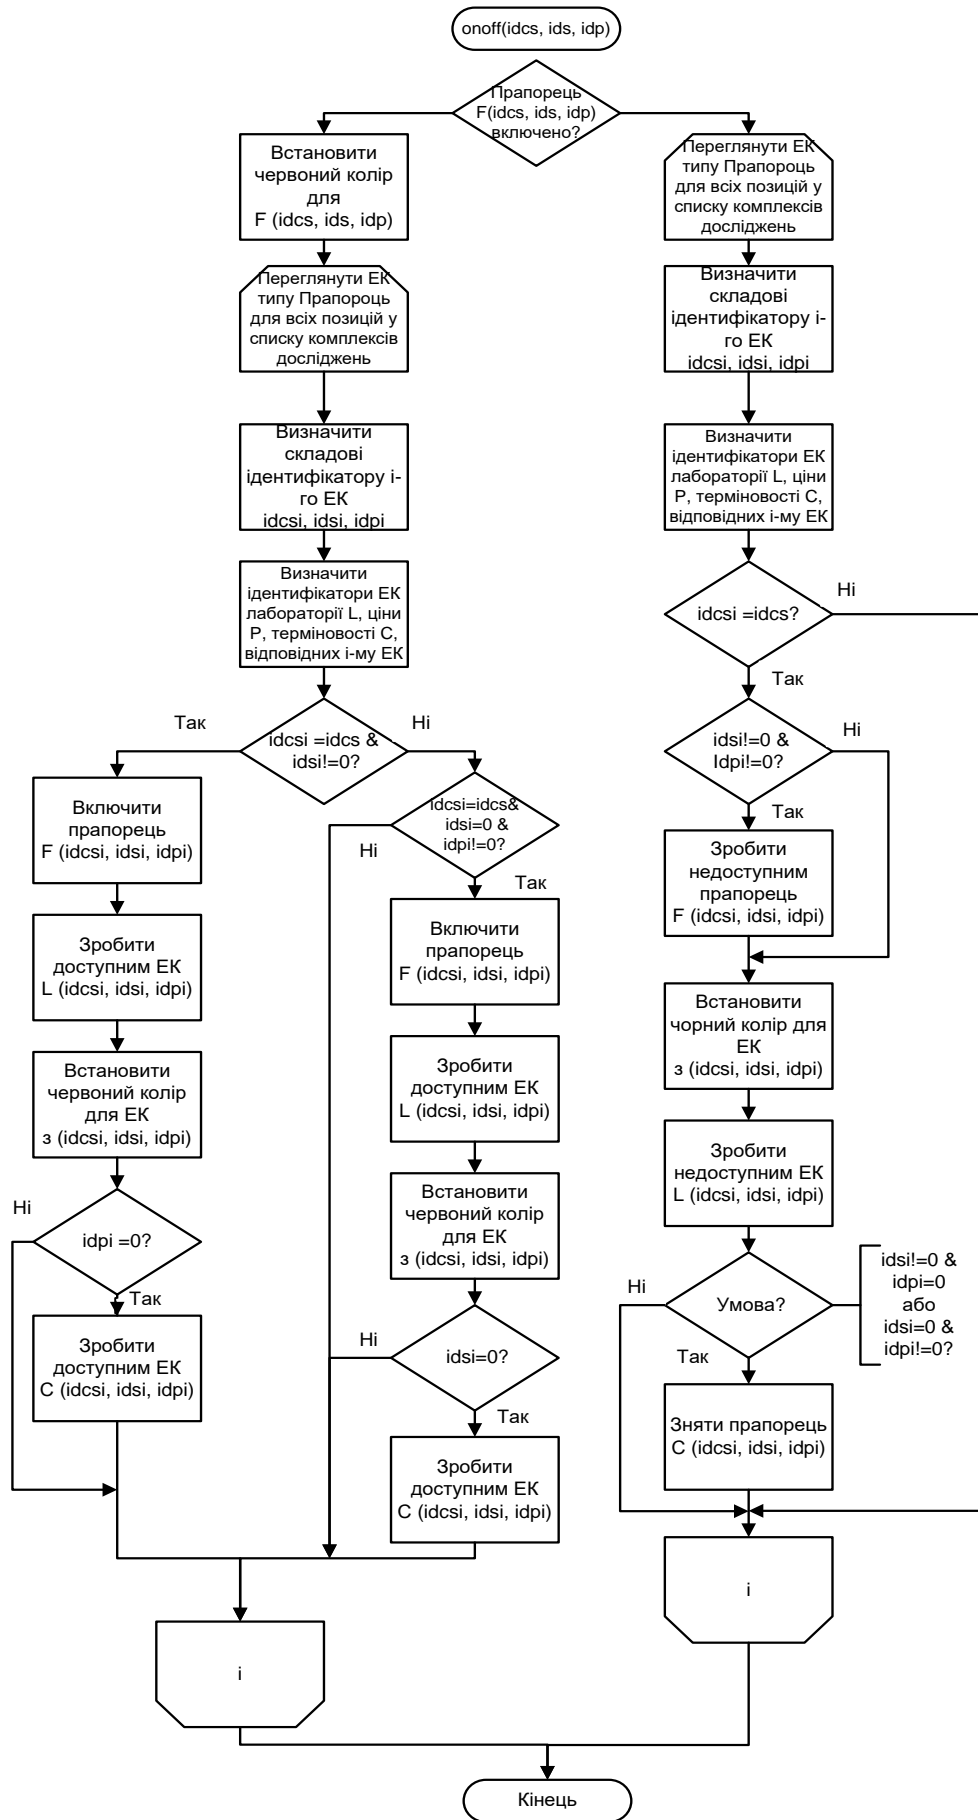 onoff(idcs, ids, idp)
Прапорець
F(idcs, ids, idp)
включено?
Встановити
червоний колір
для
F (idcs, ids, idp)
Переглянути ЕК
типу Прапороць
для всіх позицій у
списку комплексів
досліджень
Визначити
складові
ідентифікатору і-
го ЕК
idcsi, idsi, idpi
Визначити
ідентифікатори ЕК
лабораторії L, ціни
P, терміновості C,
відповідних і-му ЕК
idcsi =idcs &
idsi!=0?
Так
Ні
Включити
прапорець
F (idcsi, idsi, idpi)
Зробити
доступним ЕК
L (idcsi, idsi, idpi)
Встановити
червоний колір
для ЕК
з (idcsi, idsi, idpi)
idpi =0?
Ні
Так
Зробити
доступним ЕК
C (idcsi, idsi, idpi)
idcsi=idcs&
idsi=0 &
idpi!=0?
Ні
Так
Включити
прапорець
F (idcsi, idsi, idpi)
Зробити
доступним ЕК
L (idcsi, idsi, idpi)
Встановити
червоний колір
для ЕК
з (idcsi, idsi, idpi)
idsi=0?
Ні
Так
Зробити
доступним ЕК
C (idcsi, idsi, idpi)
і
Переглянути ЕК
типу Прапороць
для всіх позицій у
списку комплексів
досліджень
Визначити
складові
ідентифікатору і-
го ЕК
idcsi, idsi, idpi
Визначити
ідентифікатори ЕК
лабораторії L, ціни
P, терміновості C,
відповідних і-му ЕК
idcsi =idcs?
Ні
Так
idsi!=0 &
Idpi!=0?
Ні
Так
Зробити
недоступним
прапорець
F (idcsi, idsi, idpi)
Встановити
чорний колір для
ЕК
з (idcsi, idsi, idpi)
Зробити
недоступним ЕК
L (idcsi, idsi, idpi)
Умова?
Ні
Так
idsi!=0 &
idpi=0
або
idsi=0 &
idpi!=0?
Зняти прапорець
C (idcsi, idsi, idpi)
і
Кінець